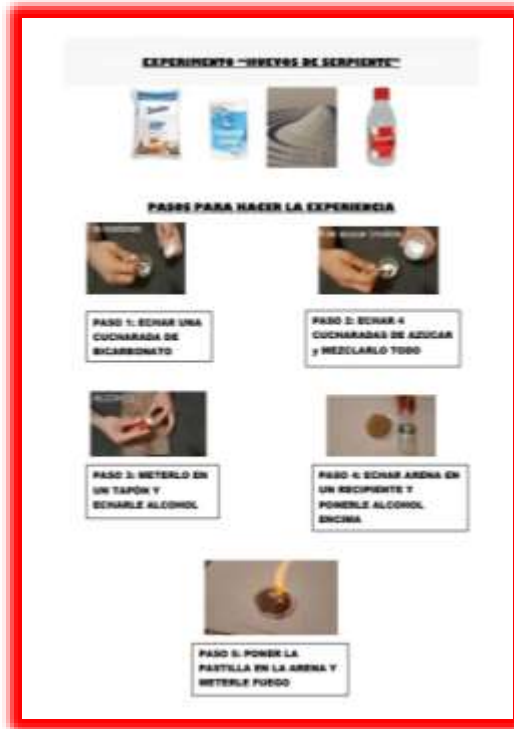 EXPERIMENTO "HUEVOS DE SERPIENTE"
PASOS PARA HACER LA EXPERIENCIA
PASO 1: ECHAR UNA
CUCHARADA DE
BICARBONATO
PASO 2: ECHAR 4
CUCHARADAS DE AZÚCAR
y MEZCLARLO TODO
ALCOHOL
PASO 3: METERLO EN
UN TAPÓN Y
ECHARLE ALCOHOL
PASO 4: ECHAR ARENA EN
UN RECIPIENTE Y
PONERLE ALCOHOL
ENCIMA
PASO 5: PONER LA
PASTILLA EN LA ARENA Y
METERLE FUEGO